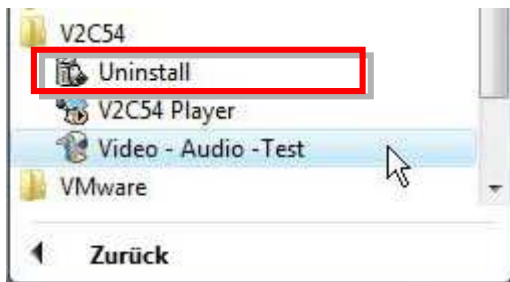 V2C54
Uninstall
V2C54 Player
Video - Audio -Test
VMware
Zurück